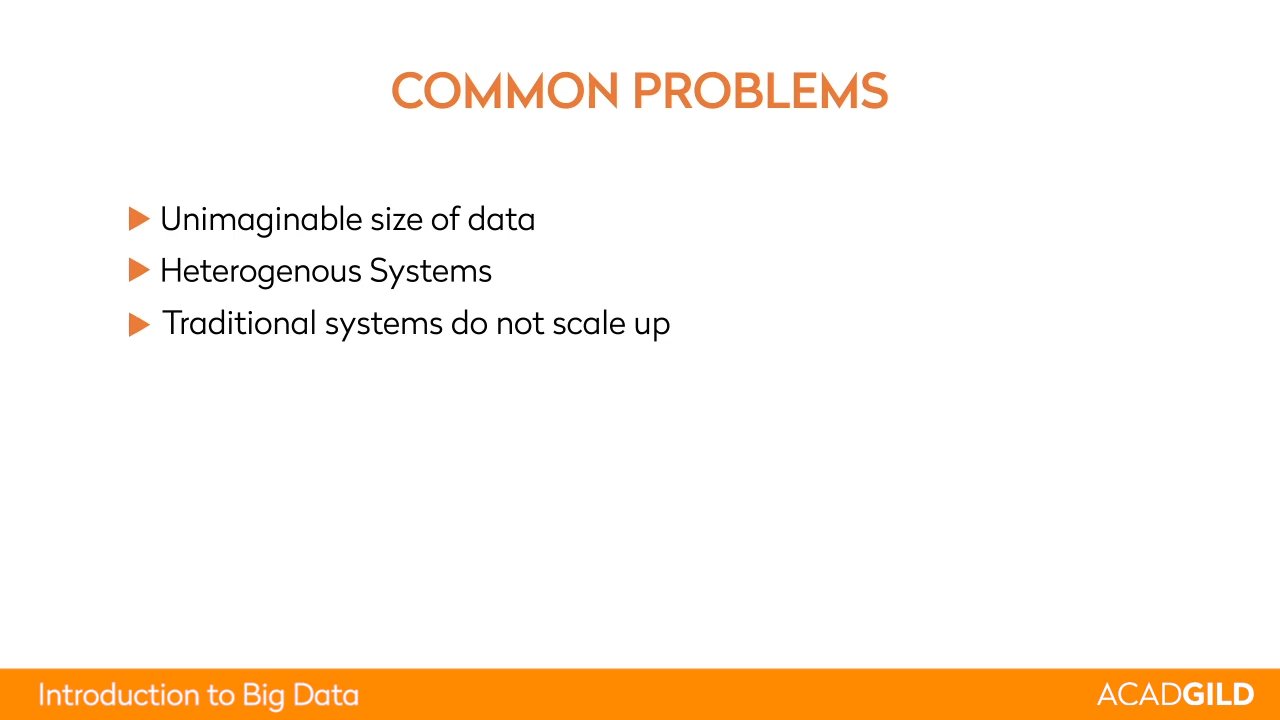 COMMON PROBLEMS
Unimaginable size of data
Heterogenous Systems
Traditional systems do not scale up
Introduction to Big Data
ACADGILD